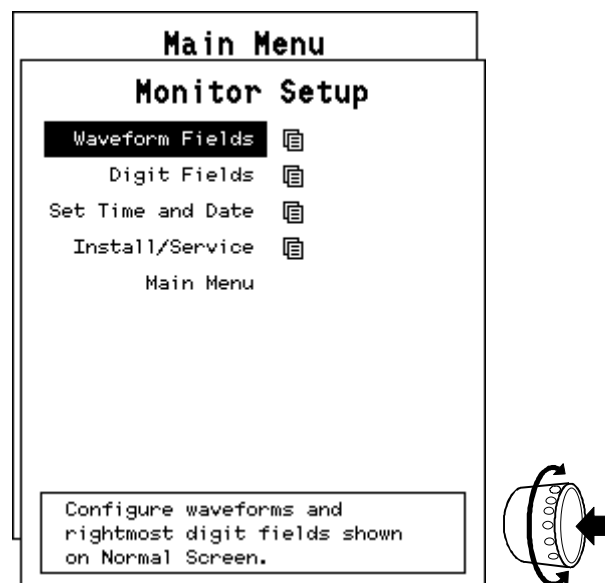 Main Menu
Monitor Setup
Waveform Fields
Digit Fields
Set Time and Date
Install/Service
Main Menu
Configure waveforms and
rightmost digit fields shown
on Normal Screen.